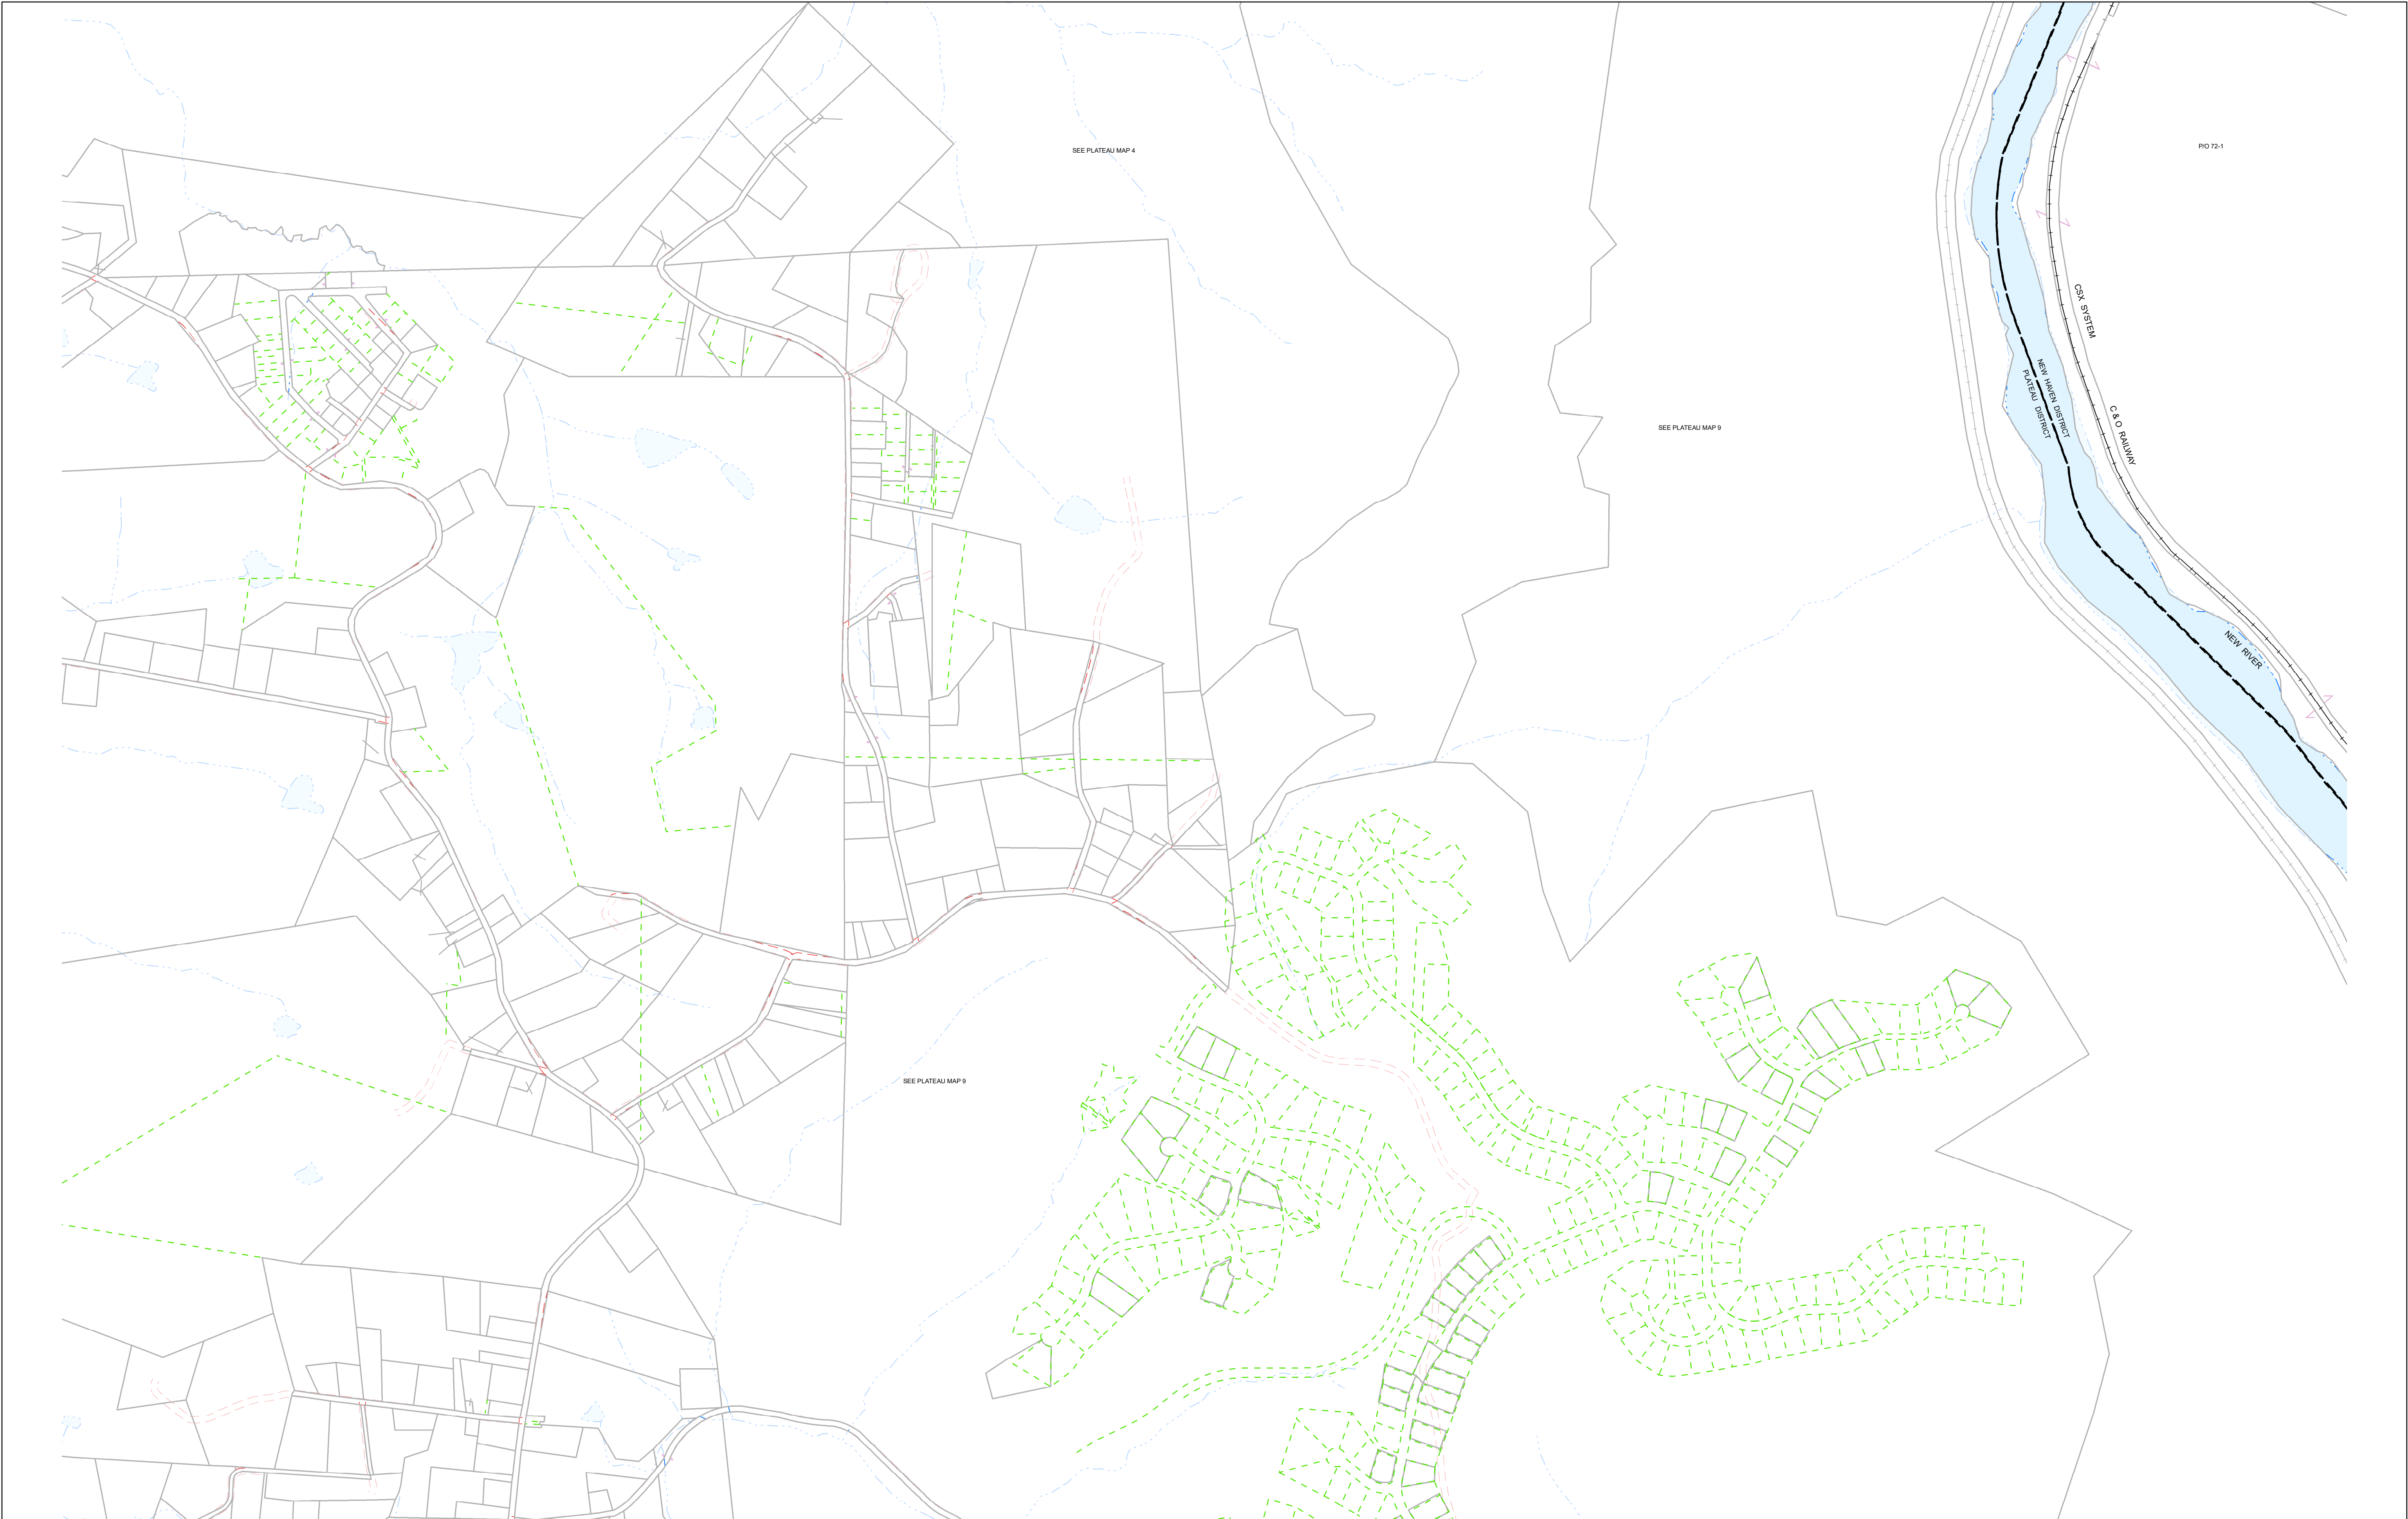 SEE PLATEAU MAP 4
P/O 72-1
CSX SYSTEM
NEW HAVEN DISTRICT
PLATEAU DISTRICT
C & O RAILWAY
SEE PLATEAU MAP 9
NEW RIVER
SEE PLATEAU MAP 9